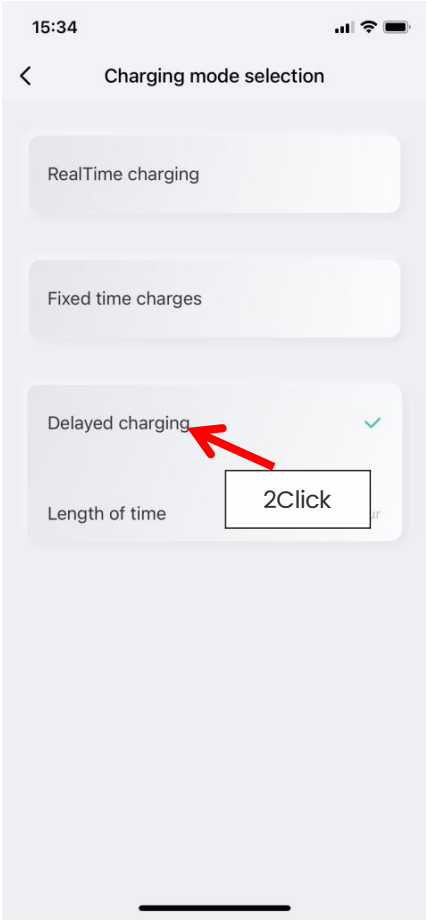 15:34
Charging mode selection
RealTime charging
Fixed time charges
Delayed charging
2Click
Length of time